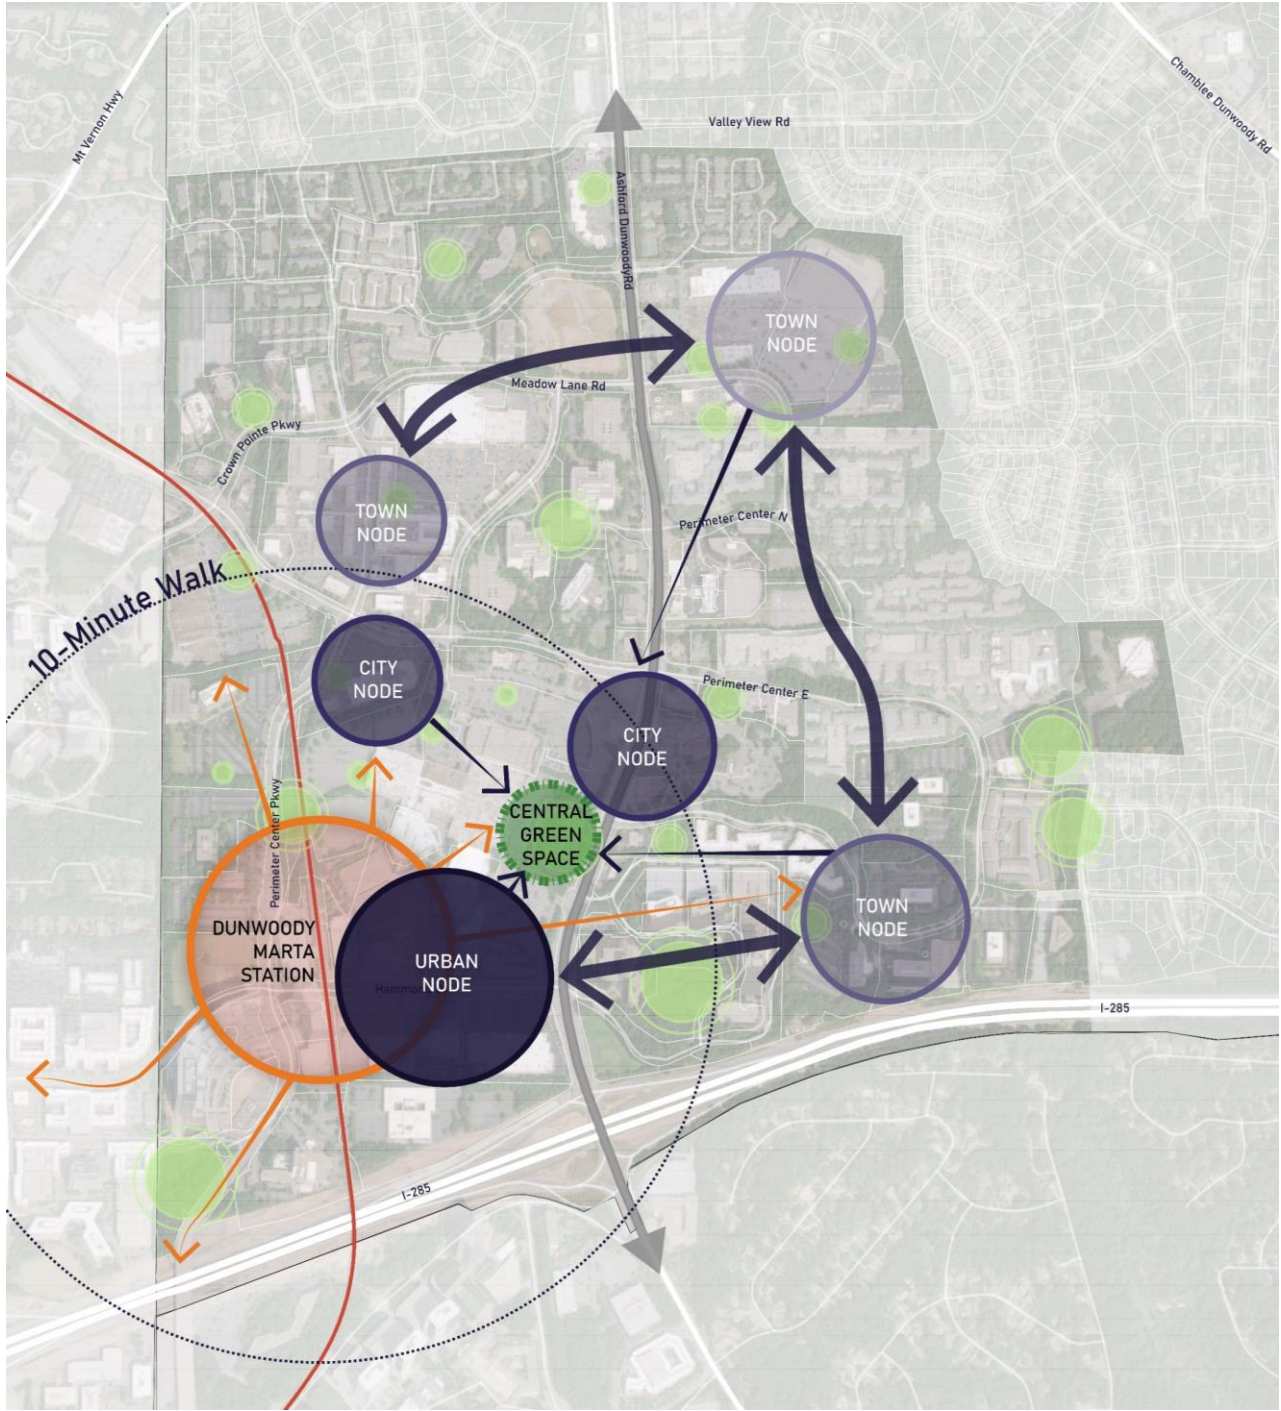 Mt Vernon Hwy
Chamblee Dunwoody Rd
Valley View Rd
Ashford DunwoodyRd
TOWN
NODE
Meadow Lane Rd
Crown Pointe Pkwy
TOWN
NODE
Perimeter Center N
10-Minute Walk
CITY
NODE
Perimeter Center E
CITY
NODE
Perimeter Center Pkwy
CENTRAL
GREEN
SPACE
TOWN
NODE
DUNWOODY
MARTA
STATION
URBAN
NODE
I-285
I-285